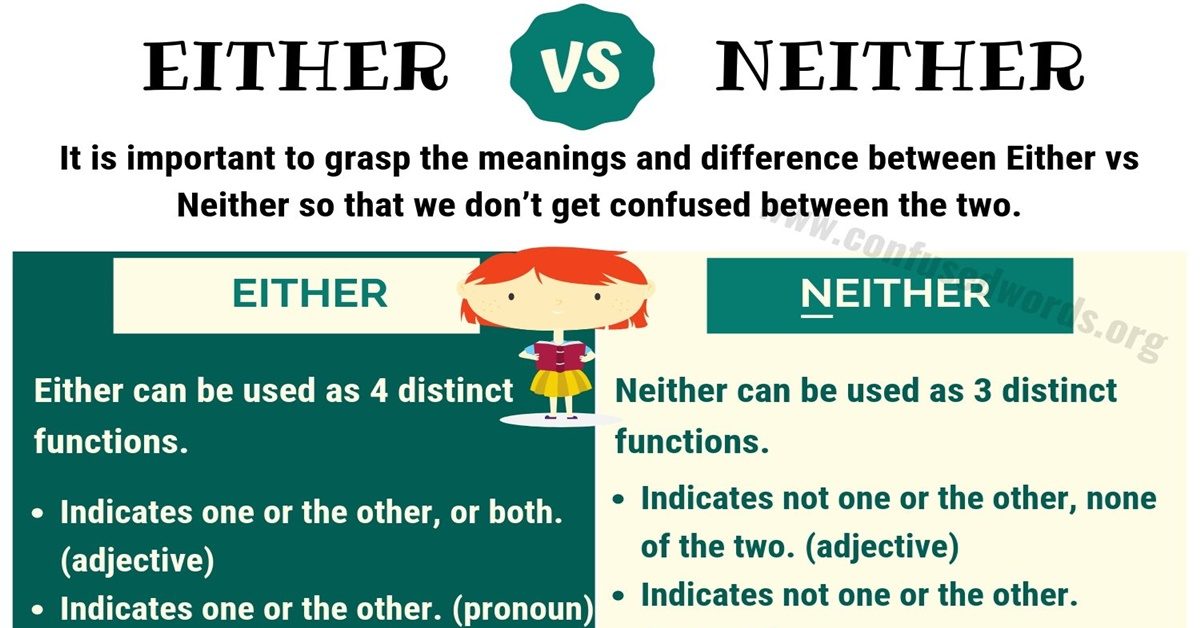 EITHER VS NEITHER
It is important to grasp the meanings and difference between Either vs
Neither so that we don’t get confused between the two.
www.confusedwords.org
EITHER
Either can be used as 4 distinct
functions.
• Indicates one or the other, or both.
(adjective)
• Indicates one or the other. (pronoun)
NEITHER
Neither can be used as 3 distinct
functions.
• Indicates not one or the other, none
of the two. (adjective)
• Indicates not one or the other.